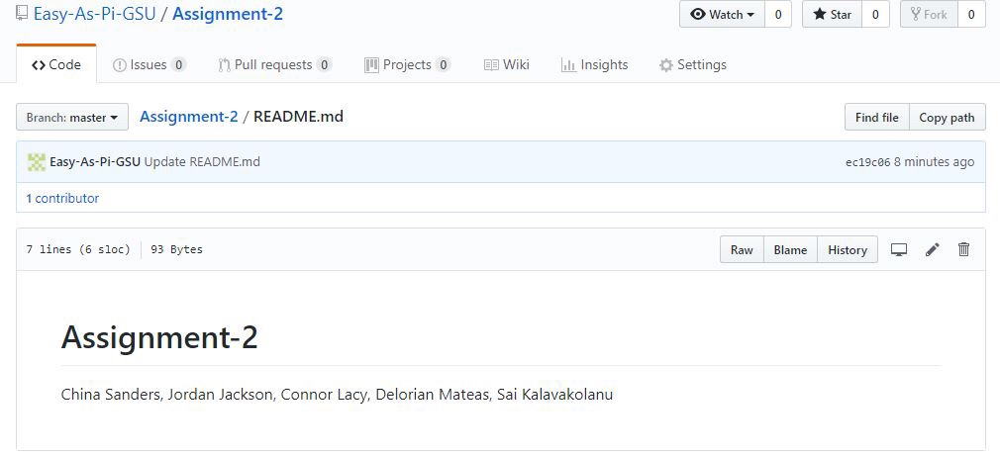 Easy-As-Pi-GSU / Assignment-2
Watch 0 Star 0 Fork 0
Code Issues 0 Pull requests 0 Projects 0 Wiki Insights Settings
Branch: master Assignment-2 / README.md Find file Copy path
Easy-As-Pi-GSU Update README.md ec19c06 8 minutes ago
1 contributor
7 lines (6 sloc) 93 Bytes Raw Blame History
Assignment-2
China Sanders, Jordan Jackson, Connor Lacy, Delorian Mateas, Sai Kalavakolanu